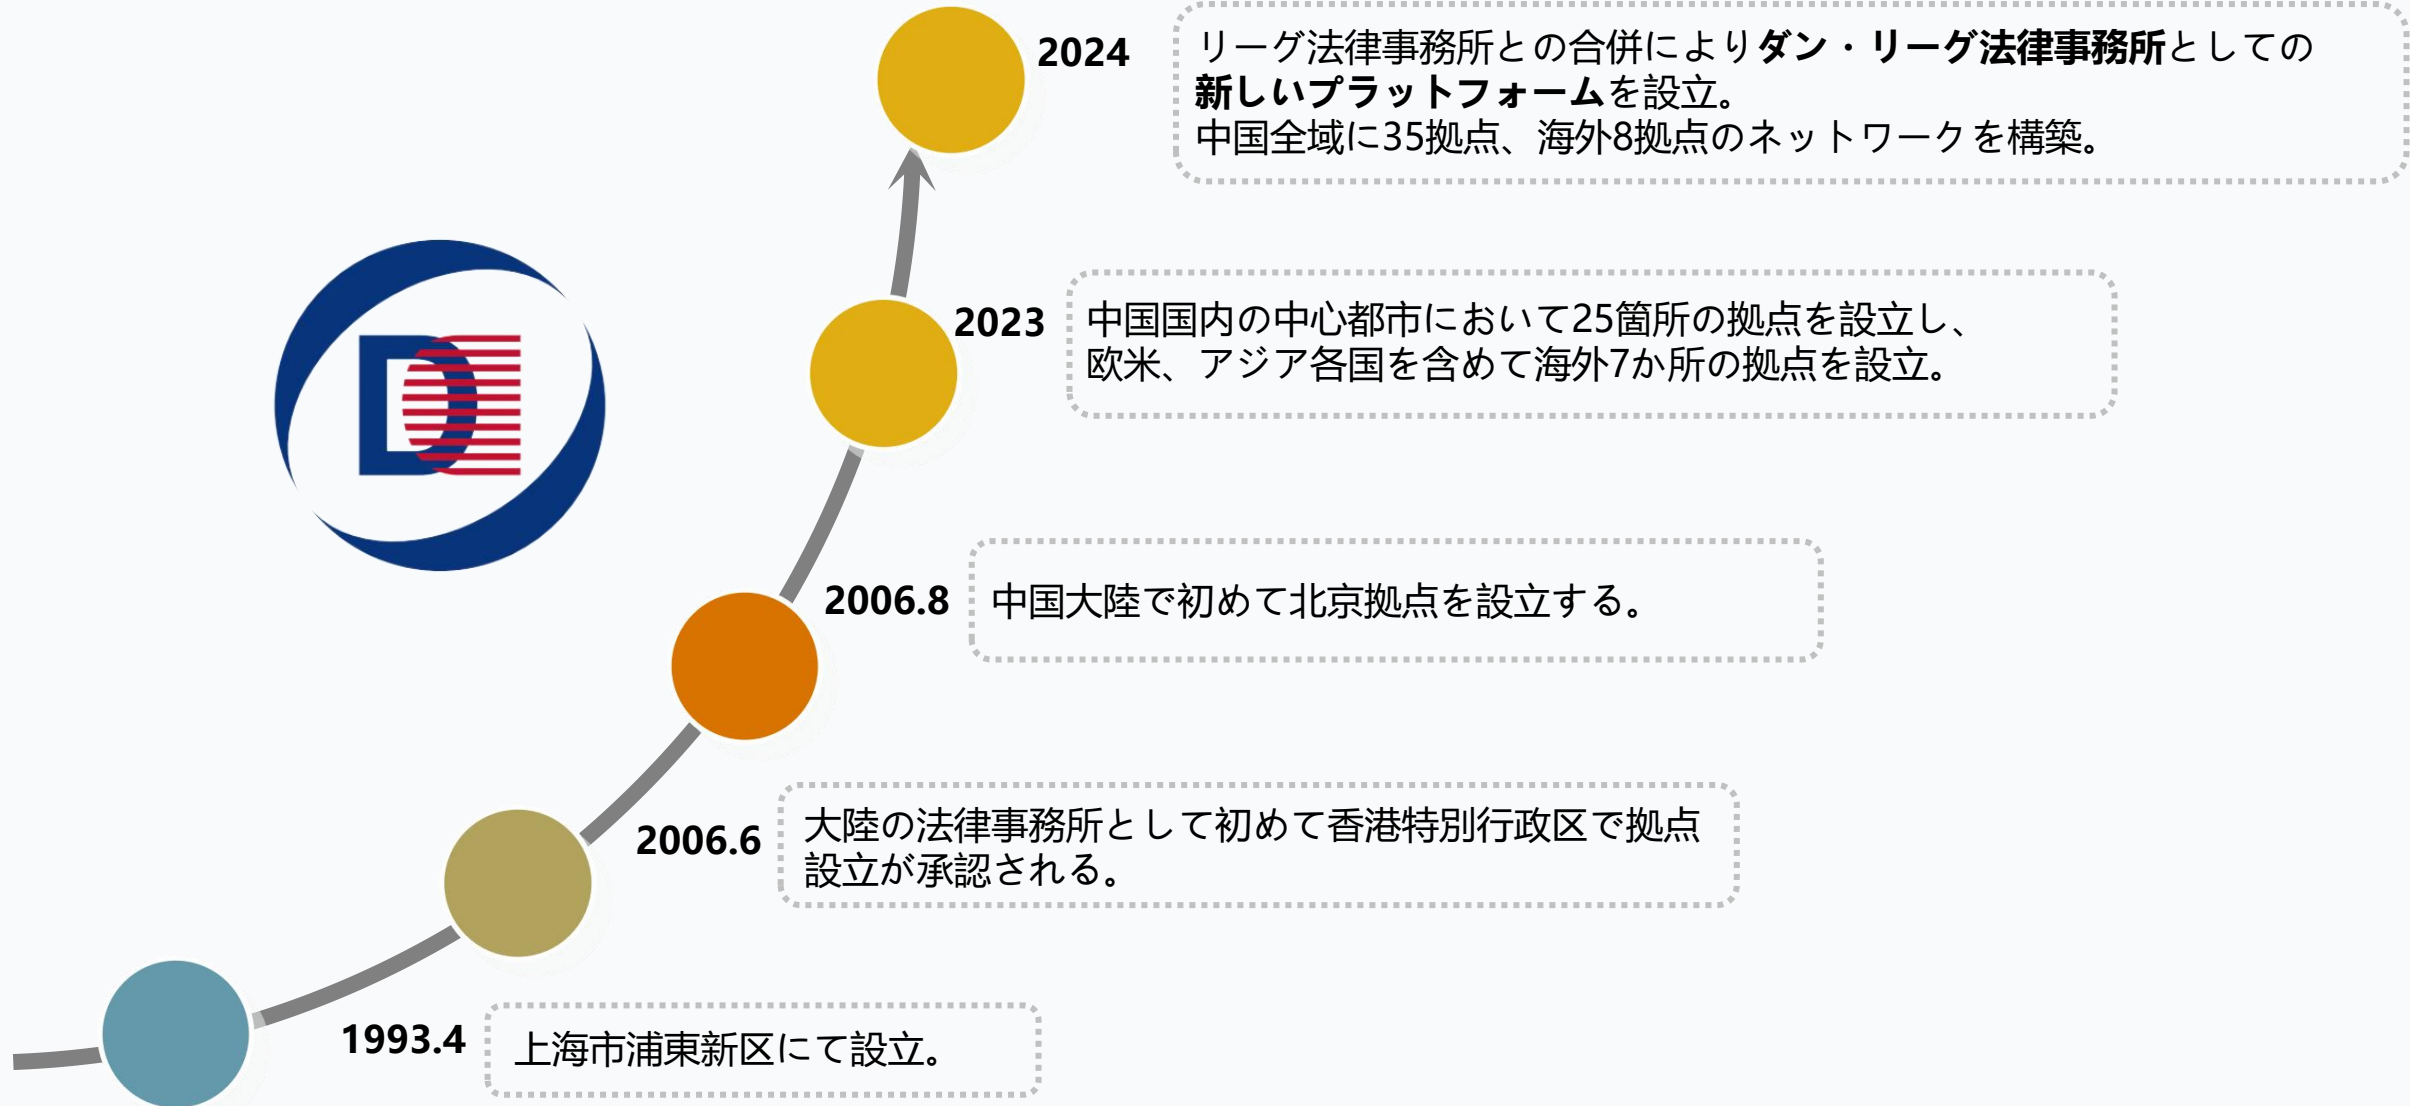 2024
リーグ法律事務所との合併によりダン・リーグ法律事務所としての
新しいプラットフォームを設立。
中国全域に35拠点、海外8拠点のネットワークを構築。
2023
中国国内の中心都市において25箇所の拠点を設立し、
欧米、アジア各国を含めて海外7か所の拠点を設立。
2006.8
中国大陸で初めて北京拠点を設立する。
2006.6
大陸の法律事務所として初めて香港特別行政区で拠点
設立が承認される。
1993.4
上海市浦東新区にて設立。